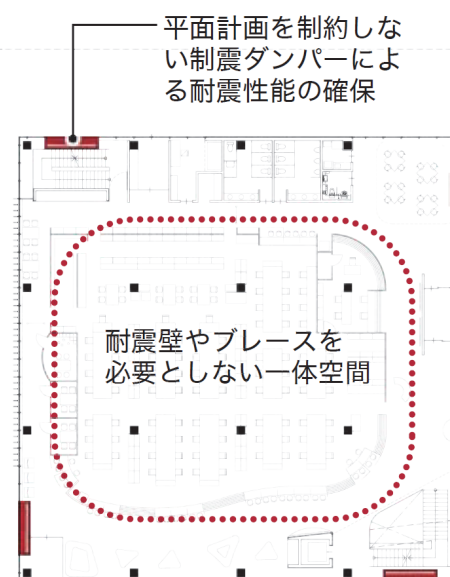 平面計画を制約しな
い制震ダンパーによ
る耐震性能の確保
耐震壁やブレースを
必要としない一体空間